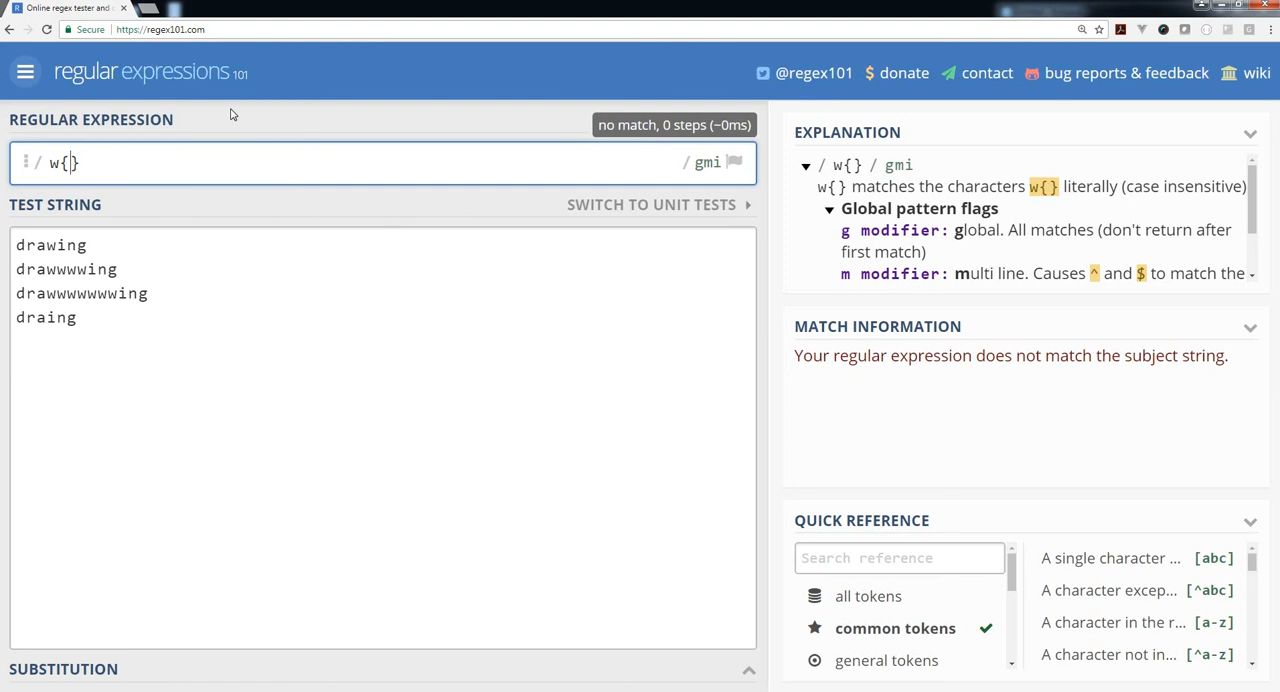 Online regex tester and
Secure | https://regex101.com
regular expressions 101
@regex101
$ donate
contact
bug reports & feedback
wiki
REGULAR EXPRESSION
no match, 0 steps (~0ms)
/ w{}
/ gmi
TEST STRING
SWITCH TO UNIT TESTS
drawing
drawwwwing
drawwwwwwwing
draing
SUBSTITUTION
EXPLANATION
/ w{} / gmi
w{} matches the characters w{} literally (case insensitive)
Global pattern flags
g modifier: global. All matches (don't return after
first match)
m modifier: multi line. Causes ^ and $ to match the
MATCH INFORMATION
Your regular expression does not match the subject string.
QUICK REFERENCE
Search reference
all tokens
common tokens
general tokens
A single character ... [abc]
A character excep... [^abc]
A character in the r... [a-z]
A character not in... [^a-z]